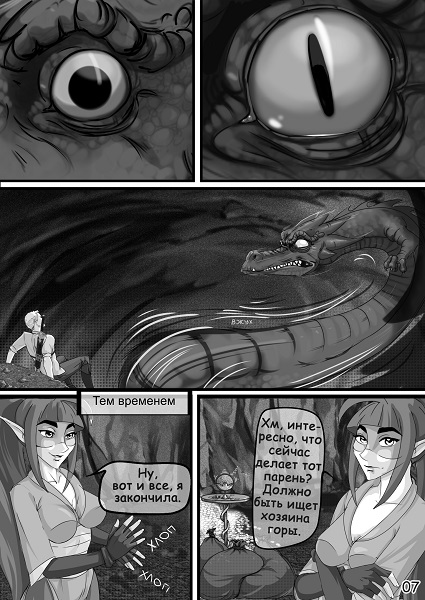 ВЖУХ
Тем временем
Ну,
вот и все, я
закончила.
ХЛОП
ХЛОП
Хм, инте-
ресно, что
сейчас
делает тот
парень?
Должно
быть ищет
хозяина
горы.
07